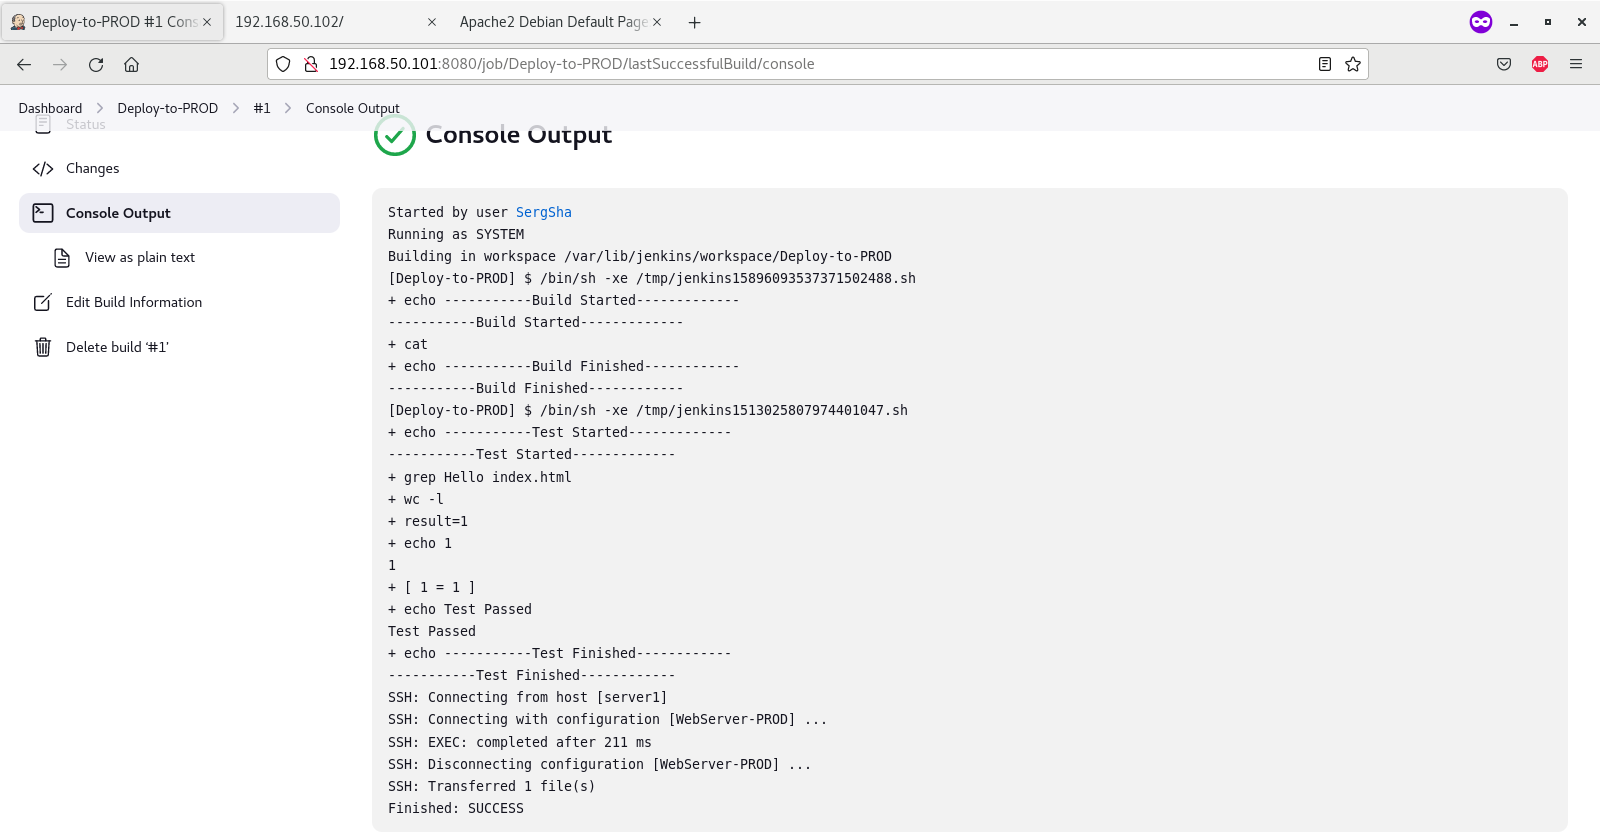 Deploy-to-PROD #1 Cons
192.168.50.102/
Apache2 Debian Default Page
192.168.50.101:8080/job/Deploy-to-PROD/lastSuccessfulBuild/console
ABP
Dashboard > Deploy-to-PROD > #1 > Console Output
Status
Changes
Console Output
View as plain text
Edit Build Information
Delete build ‘#1’
Console Output
Started by user SergSha
Running as SYSTEM
Building in workspace /var/lib/jenkins/workspace/Deploy-to-PROD
[Deploy-to-PROD] $ /bin/sh -xe /tmp/jenkins15896093537371502488.sh
+ echo -----------Build Started-------------
-----------Build Started-------------
+ cat
+ echo -----------Build Finished------------
-----------Build Finished------------
[Deploy-to-PROD] $ /bin/sh -xe /tmp/jenkins1513025807974401047.sh
+ echo -----------Test Started-------------
-----------Test Started-------------
+ grep Hello index.html
+ wc -l
+ result=1
+ echo 1
1
+ [ 1 = 1 ]
+ echo Test Passed
Test Passed
+ echo -----------Test Finished------------
-----------Test Finished------------
SSH: Connecting from host [server1]
SSH: Connecting with configuration [WebServer-PROD] ...
SSH: EXEC: completed after 211 ms
SSH: Disconnecting configuration [WebServer-PROD] ...
SSH: Transferred 1 file(s)
Finished: SUCCESS